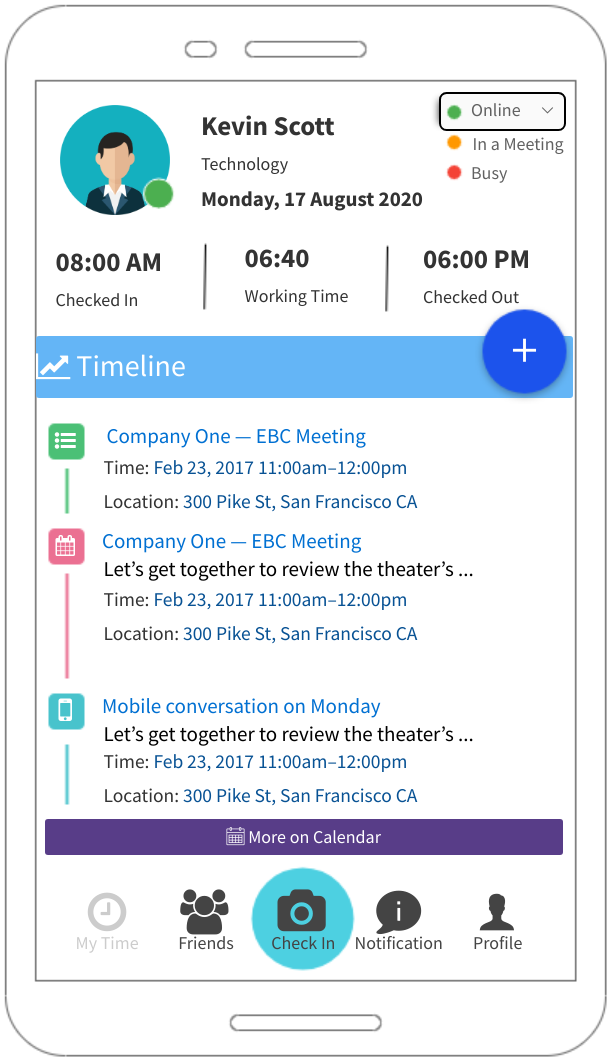 Kevin Scott
Technology
Monday, 17 August 2020
Online
In a Meeting
Busy
08:00 AM
Checked In
06:40
Working Time
06:00 PM
Checked Out
Timeline
Company One — EBC Meeting
Time: Feb 23, 2017 11:00am–12:00pm
Location: 300 Pike St, San Francisco CA
Company One — EBC Meeting
Let’s get together to review the theater’s ...
Time: Feb 23, 2017 11:00am–12:00pm
Location: 300 Pike St, San Francisco CA
Mobile conversation on Monday
Let’s get together to review the theater’s ...
Time: Feb 23, 2017 11:00am–12:00pm
Location: 300 Pike St, San Francisco CA
More on Calendar
My Time
Friends
Check In
Notification
Profile